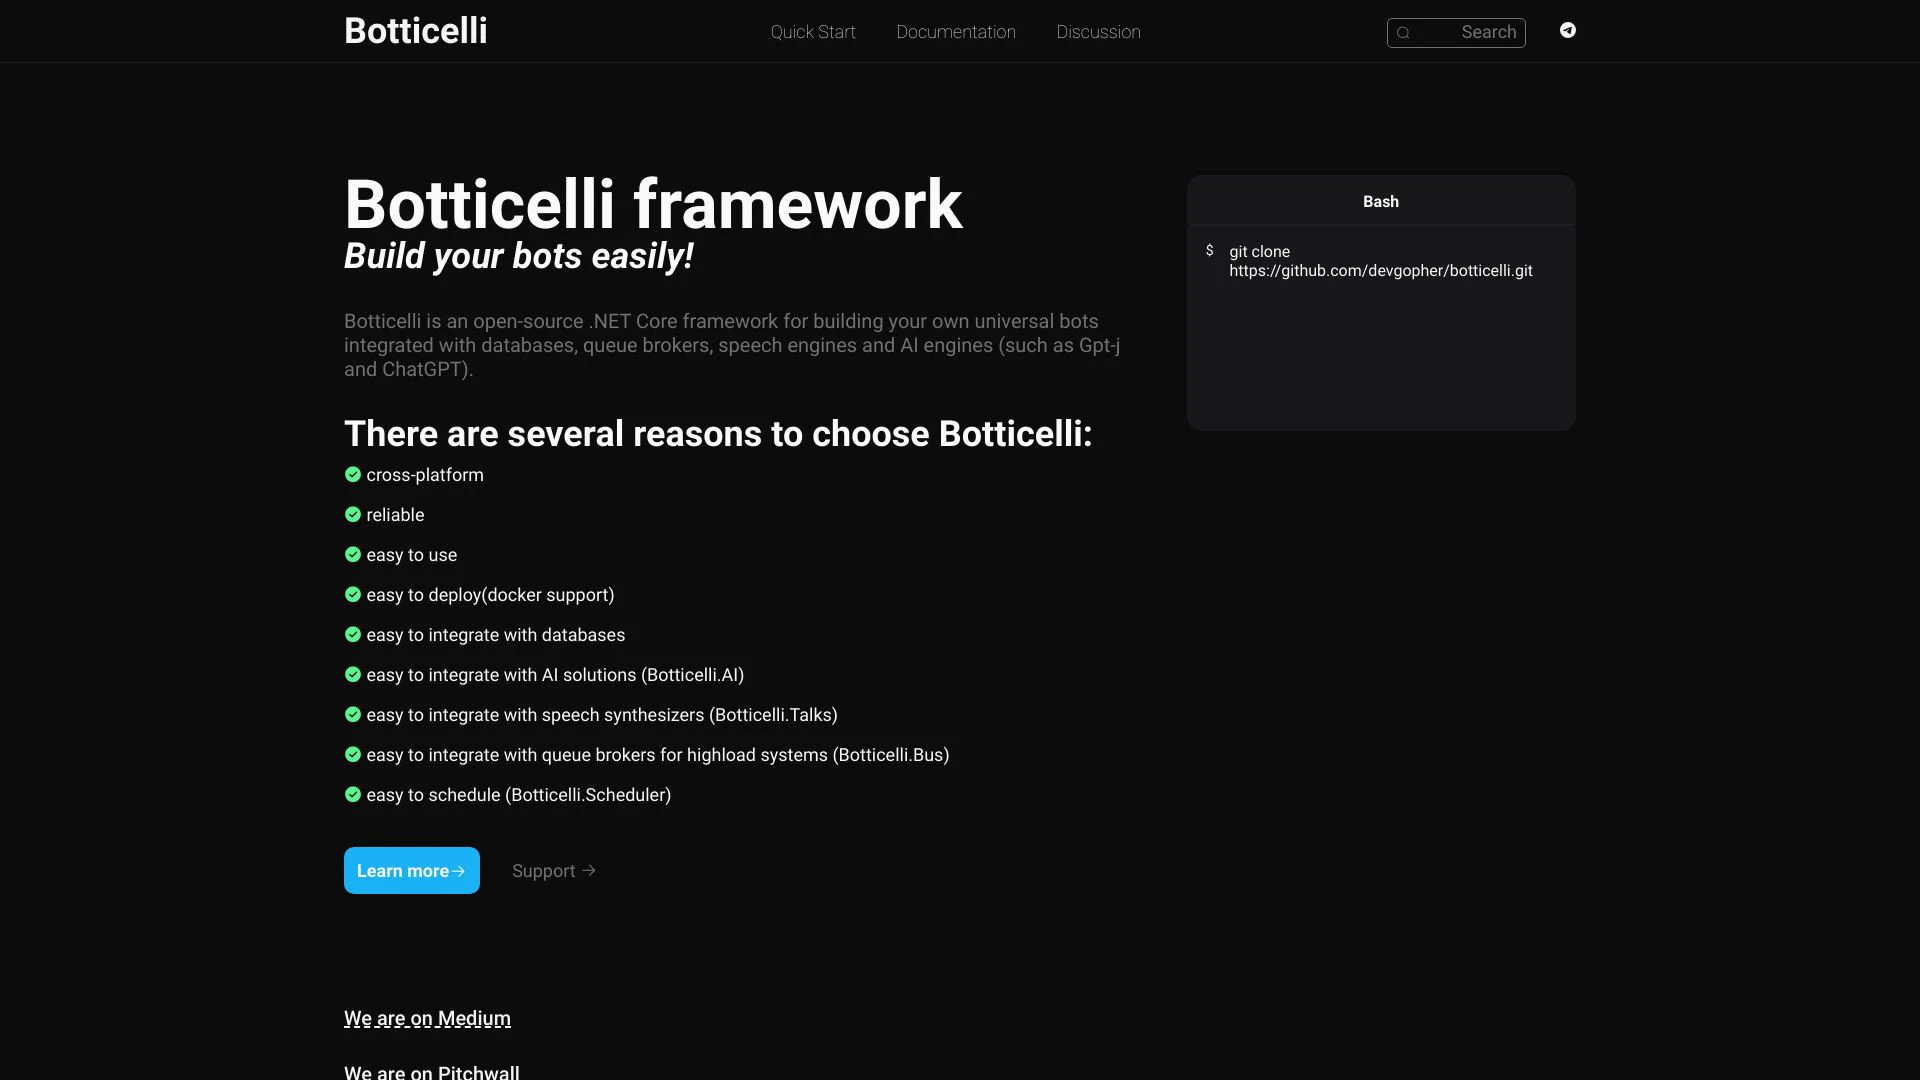 Botticelli
Quick Start
Documentation
Discussion
Search
Botticelli framework
Build your bots easily!
Botticelli is an open-source .NET Core framework for building your own universal bots
integrated with databases, queue brokers, speech engines and AI engines (such as Gpt-j
and ChatGPT).
There are several reasons to choose Botticelli:
cross-platform
reliable
easy to use
easy to deploy(docker support)
easy to integrate with databases
easy to integrate with AI solutions (Botticelli.AI)
easy to integrate with speech synthesizers (Botticelli.Talks)
easy to integrate with queue brokers for highload systems (Botticelli.Bus)
easy to schedule (Botticelli.Scheduler)
Learn more→
Support →
Bash
$ git clone
https://github.com/devgopher/botticelli.git
We are on Medium
We are on Pitchwall